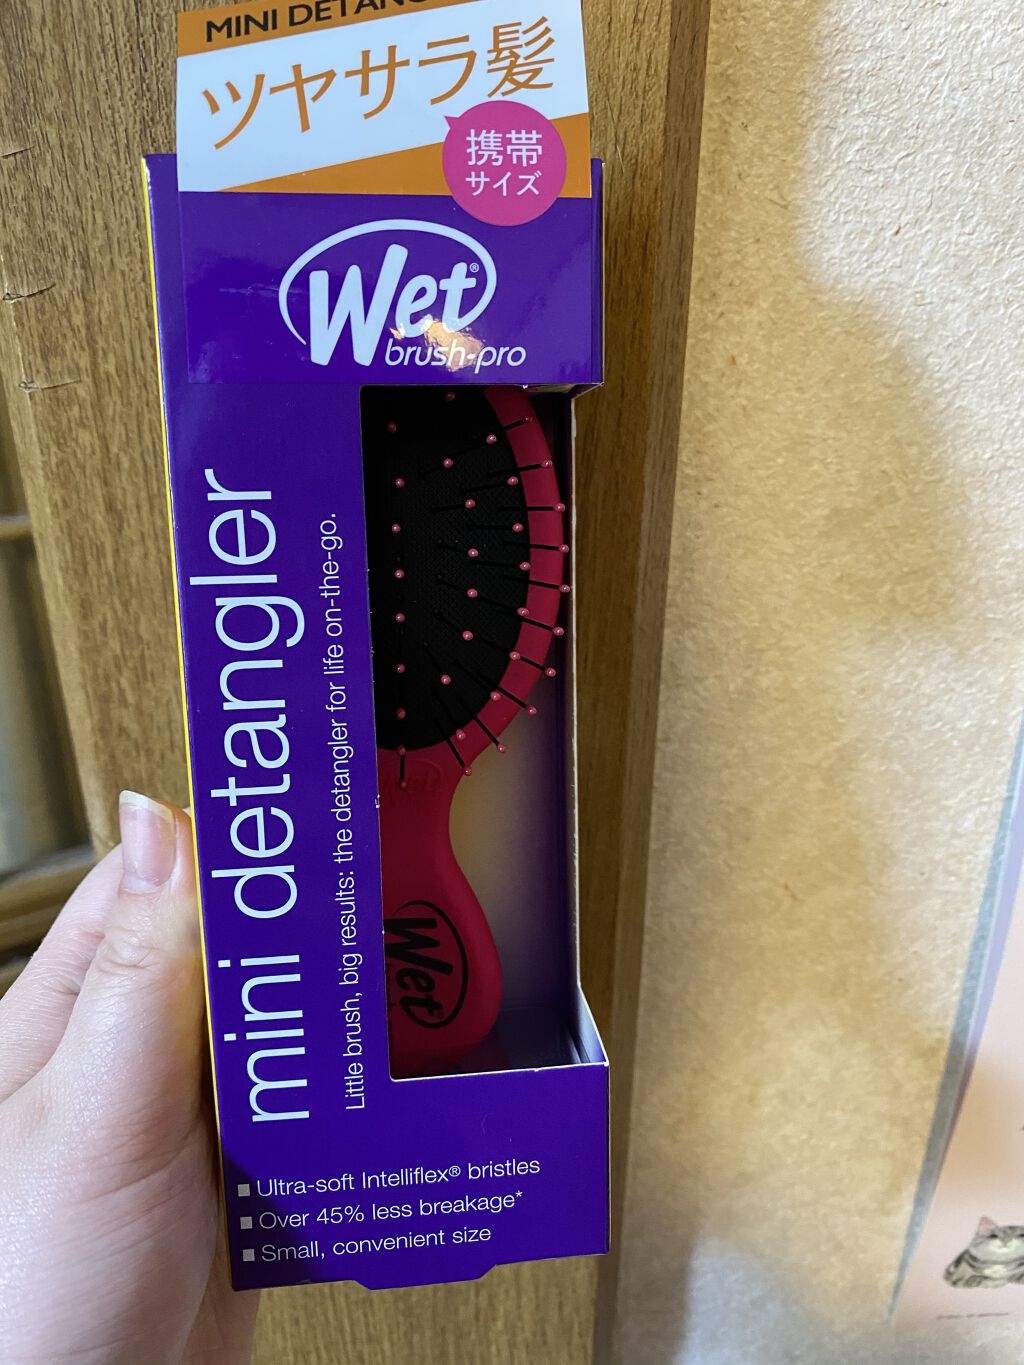 MINI
ツヤサラ髪
携帯
サイズ
Wet®
brush-pro
mini detangler
Little brush, big results: the detangler for life on-the-go.
Wet
■ Ultra-soft Intelliflex® bristles
■ Over 45% less breakage*
■ Small, convenient size